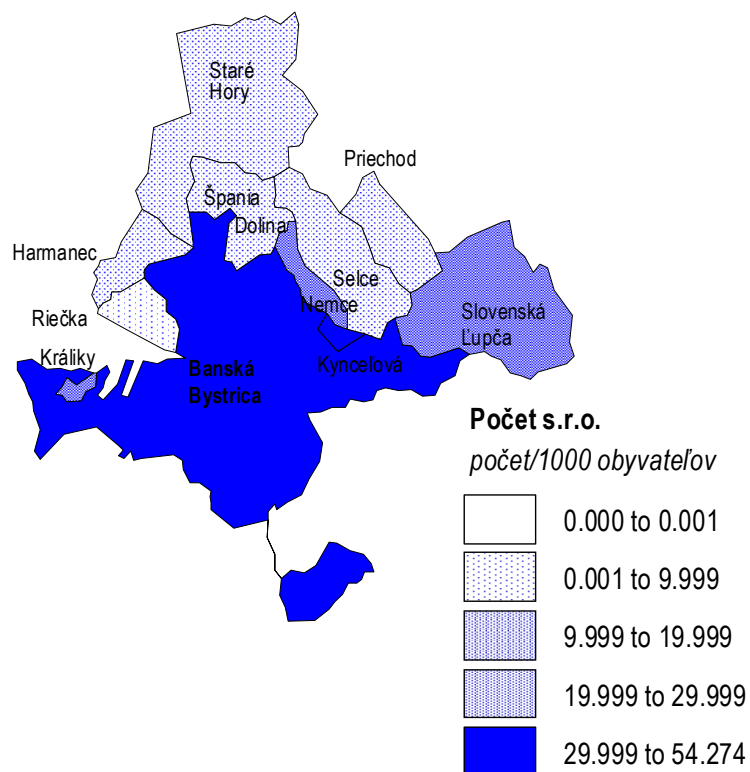 Staré
Hory
Priechod
Špania
Dolina
Harmanec
Selce
Nemce
Riečka
Slovenská
Ľupča
Králiky
Banská
Bystrica
Kynceľová
Počet s.r.o.
počet/1000 obyvateľov
0.000 to 0.001
0.001 to 9.999
9.999 to 19.999
19.999 to 29.999
29.999 to 54.274